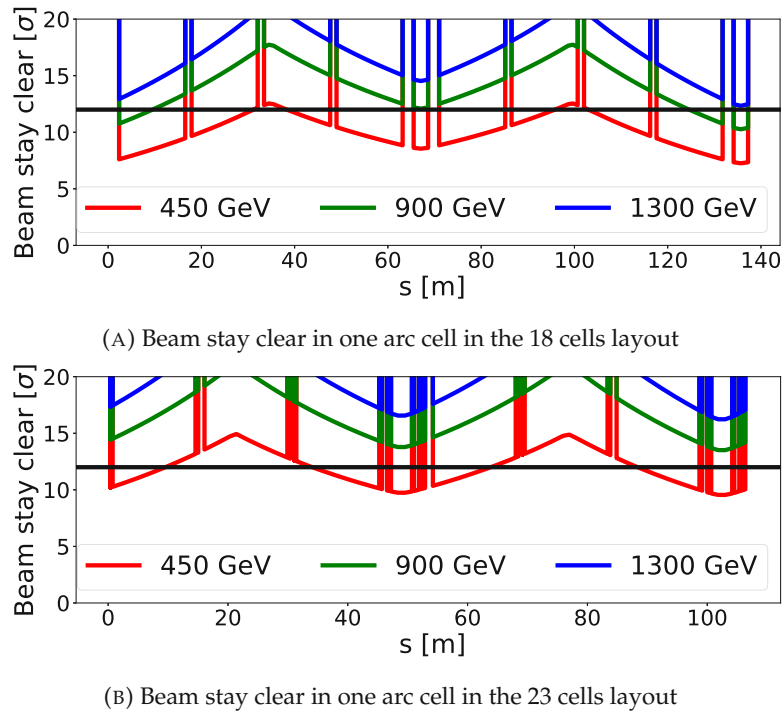 20
15
10
5
0
Beam stay clear [σ]
450 GeV 900 GeV 1300 GeV
0 20 40 60 80 100 120 140
s [m]
(A) Beam stay clear in one arc cell in the 18 cells layout
20
15
10
5
0
Beam stay clear [σ]
450 GeV 900 GeV 1300 GeV
0 20 40 60 80 100
s [m]
(B) Beam stay clear in one arc cell in the 23 cells layout